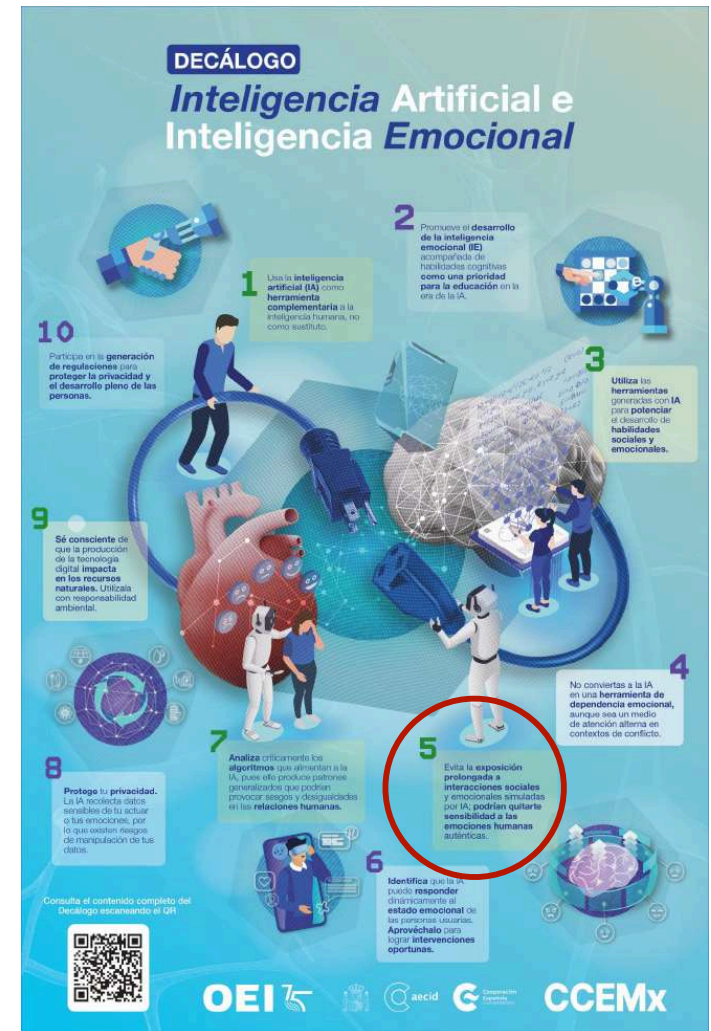 DECÁLOGO
Inteligencia Artificial e
Inteligencia Emocional
1
Usa la inteligencia
artificial (IA) como
herramienta
complementaria a la
inteligencia humana, no
como sustituto.
2
Promueve el desarrollo
de la inteligencia
emocional (IE)
acompañada de
habilidades cognitivas
como una prioridad
para la educación en la
era de la IA.
3
Utiliza las
herramientas
generadas con IA
para potenciar
el desarrollo de
habilidades
sociales y
emocionales.
4
No conviertas a la IA
en una herramienta de
dependencia emocional,
aunque sea un medio
de atención alterna en
contextos de conflicto.
5
Evita la exposición
prolongada a
interacciones sociales
y emocionales simuladas
por IA; podrían quitarte
sensibilidad a las
emociones humanas
auténticas.
6
Identifica que la IA
puede responder
dinámicamente al
estado emocional de
las personas usuarias.
Aprovéchalo para
lograr intervenciones
oportunas.
7
Analiza críticamente los
algoritmos que alimentan a la
IA, pues ella produce patrones
generalizados que podrían
provocar sesgos y desigualdades
en las relaciones humanas.
8
Protege tu privacidad.
La IA recolecta datos
sensibles de tu actuar
o tus emociones, por
lo que existen riesgos
de manipulación de tus
datos.
9
Sé consciente de
que la producción
de la tecnología
digital impacta
en los recursos
naturales. Utilízala
con responsabilidad
ambiental.
10
Participa en la generación
de regulaciones para
proteger la privacidad y
el desarrollo pleno de las
personas.
Consulta el contenido completo del
Decálogo escaneando el QR
OEI 75
aecid
Cooperación
Española
CCEMx